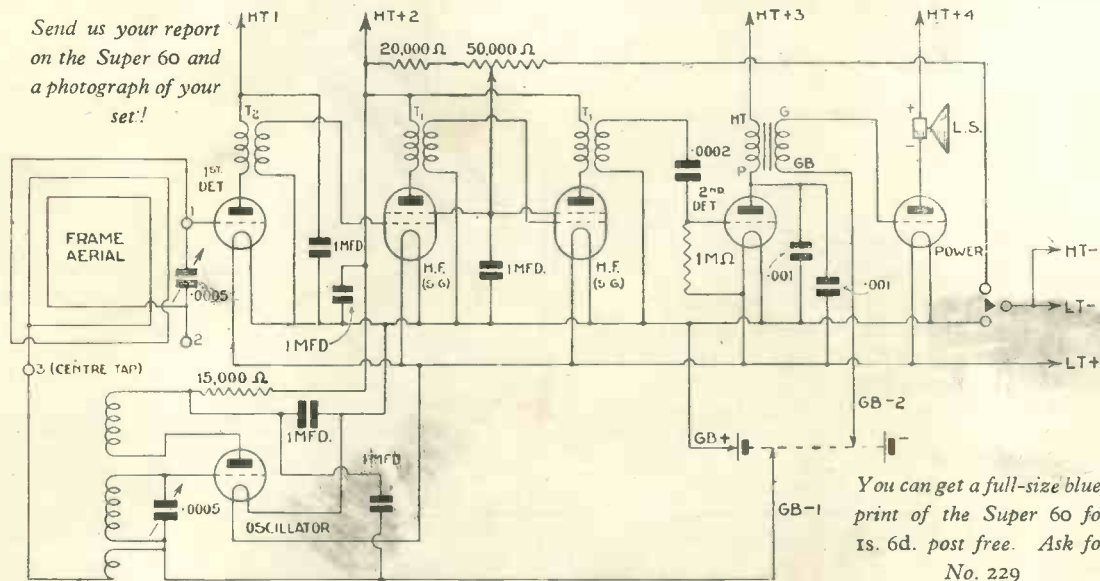 Send us your report
on the Super 60 and
a photograph of your
set!
HT1
HT+2
HT+3
HT+4
20,000 Ω
50,000 Ω
T2
T1
T1
HT
G
P
GB
+
-
L.S.
1ST.
DET
.0002
2ND
DET
FRAME
AERIAL
1
.0005
2
3 (CENTRE TAP)
1MFD
1MFD
H.F.
(SG)
1MFD.
H.F.
(SG)
1MΩ
.001
.001
POWER
HT-
LT-
LT+
15,000 Ω
1MFD.
1MFD
.0005
OSCILLATOR
GB+
-
GB-2
GB-1
You can get a full-size blue
print of the Super 60 fo
1s. 6d. post free. Ask fo
No. 229